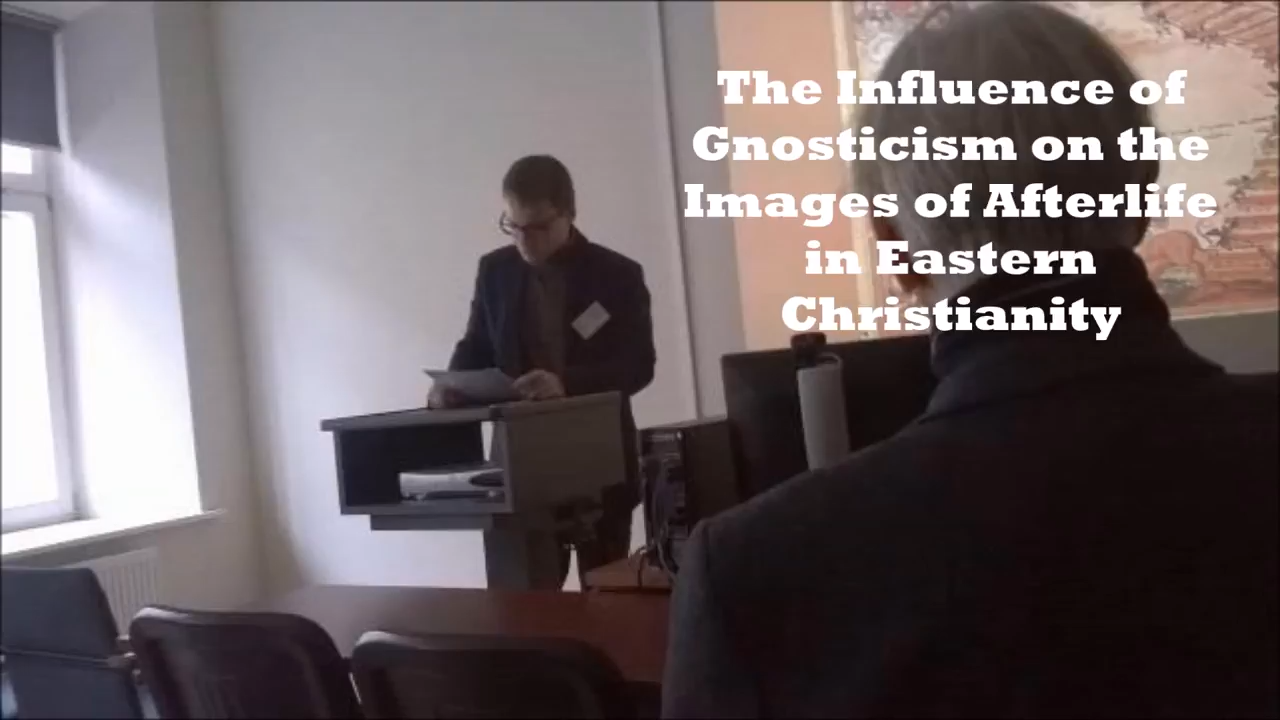 The Influence of
Gnosticism on the
Images of Afterlife
in Eastern
Christianity